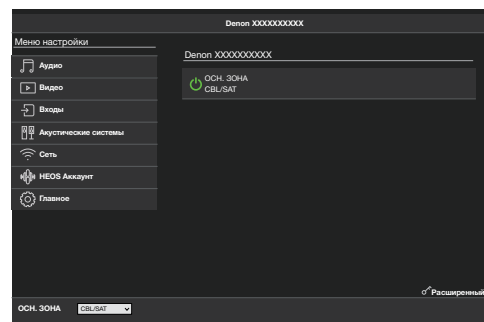 Denon XXXXXXXXXX
Меню настройки
Аудио
Видео
Входы
Акустические системы
Сеть
HEOS Аккаунт
Главное
Denon XXXXXXXXXX
ОСН. ЗОНА
CBL/SAT
Расширенный
ОСН. ЗОНА CBL/SAT